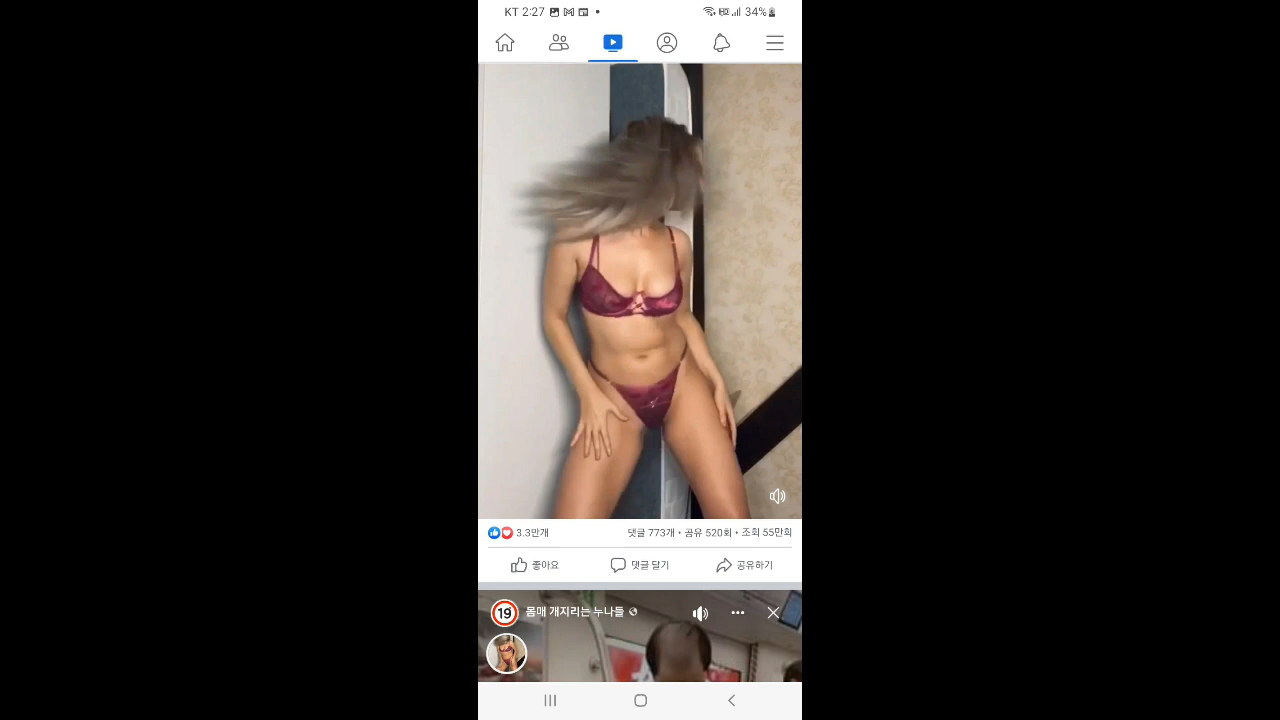 KT 2:27
34%
3.3만개
댓글 773개 • 공유 520회 • 조회 55만회
좋아요
댓글 달기
공유하기
19 몸매 개지리는 누나들